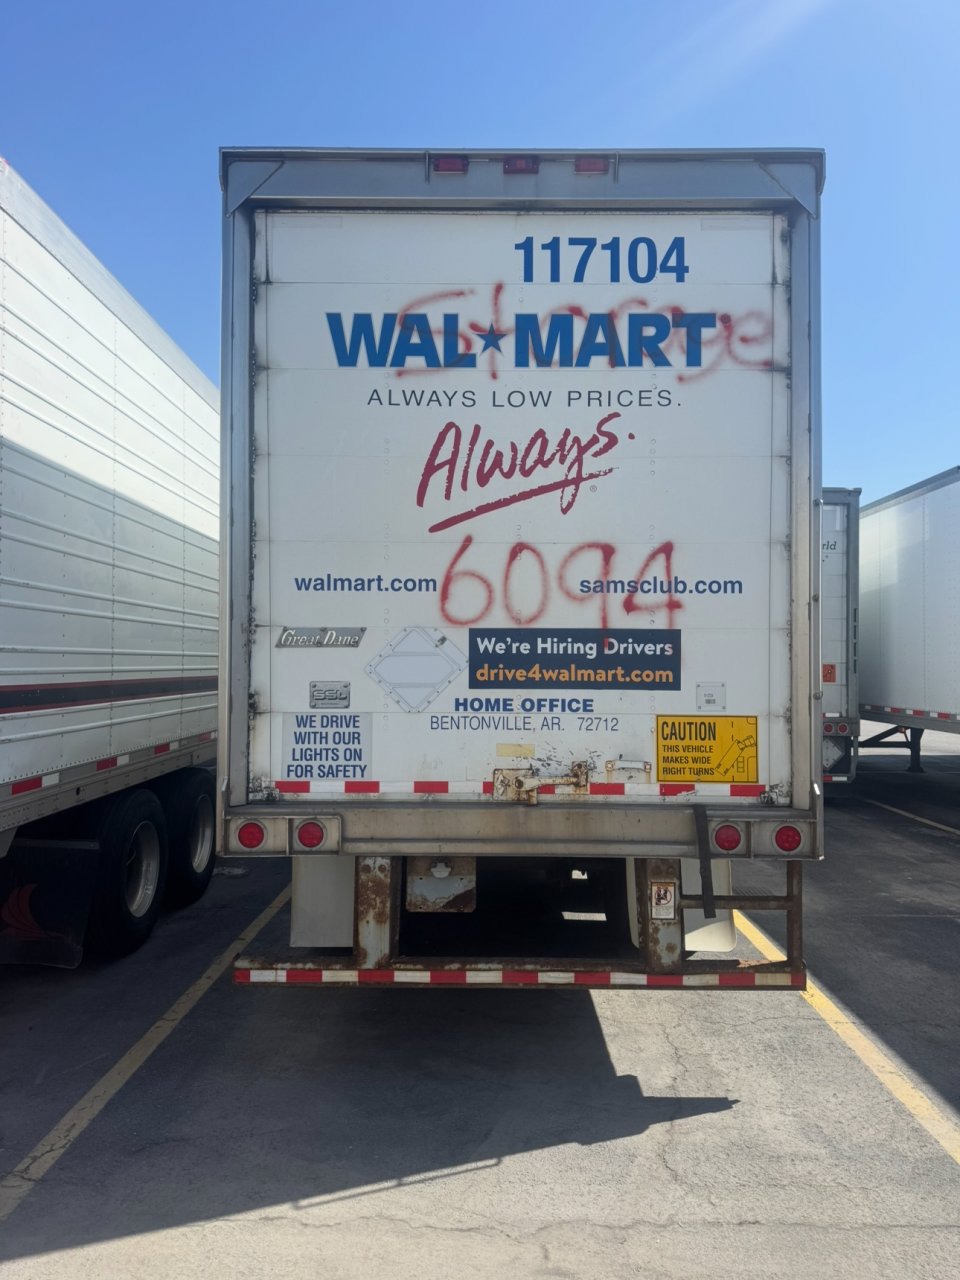 117104
Storage
WAL★MART
ALWAYS LOW PRICES.
Always.
®
6094
walmart.com samsclub.com
Great Dane
We're Hiring Drivers
drive4walmart.com
SSL
HOME OFFICE
BENTONVILLE, AR. 72712
WE DRIVE
WITH OUR
LIGHTS ON
FOR SAFETY
CAUTION
THIS VEHICLE
MAKES WIDE
RIGHT TURNS